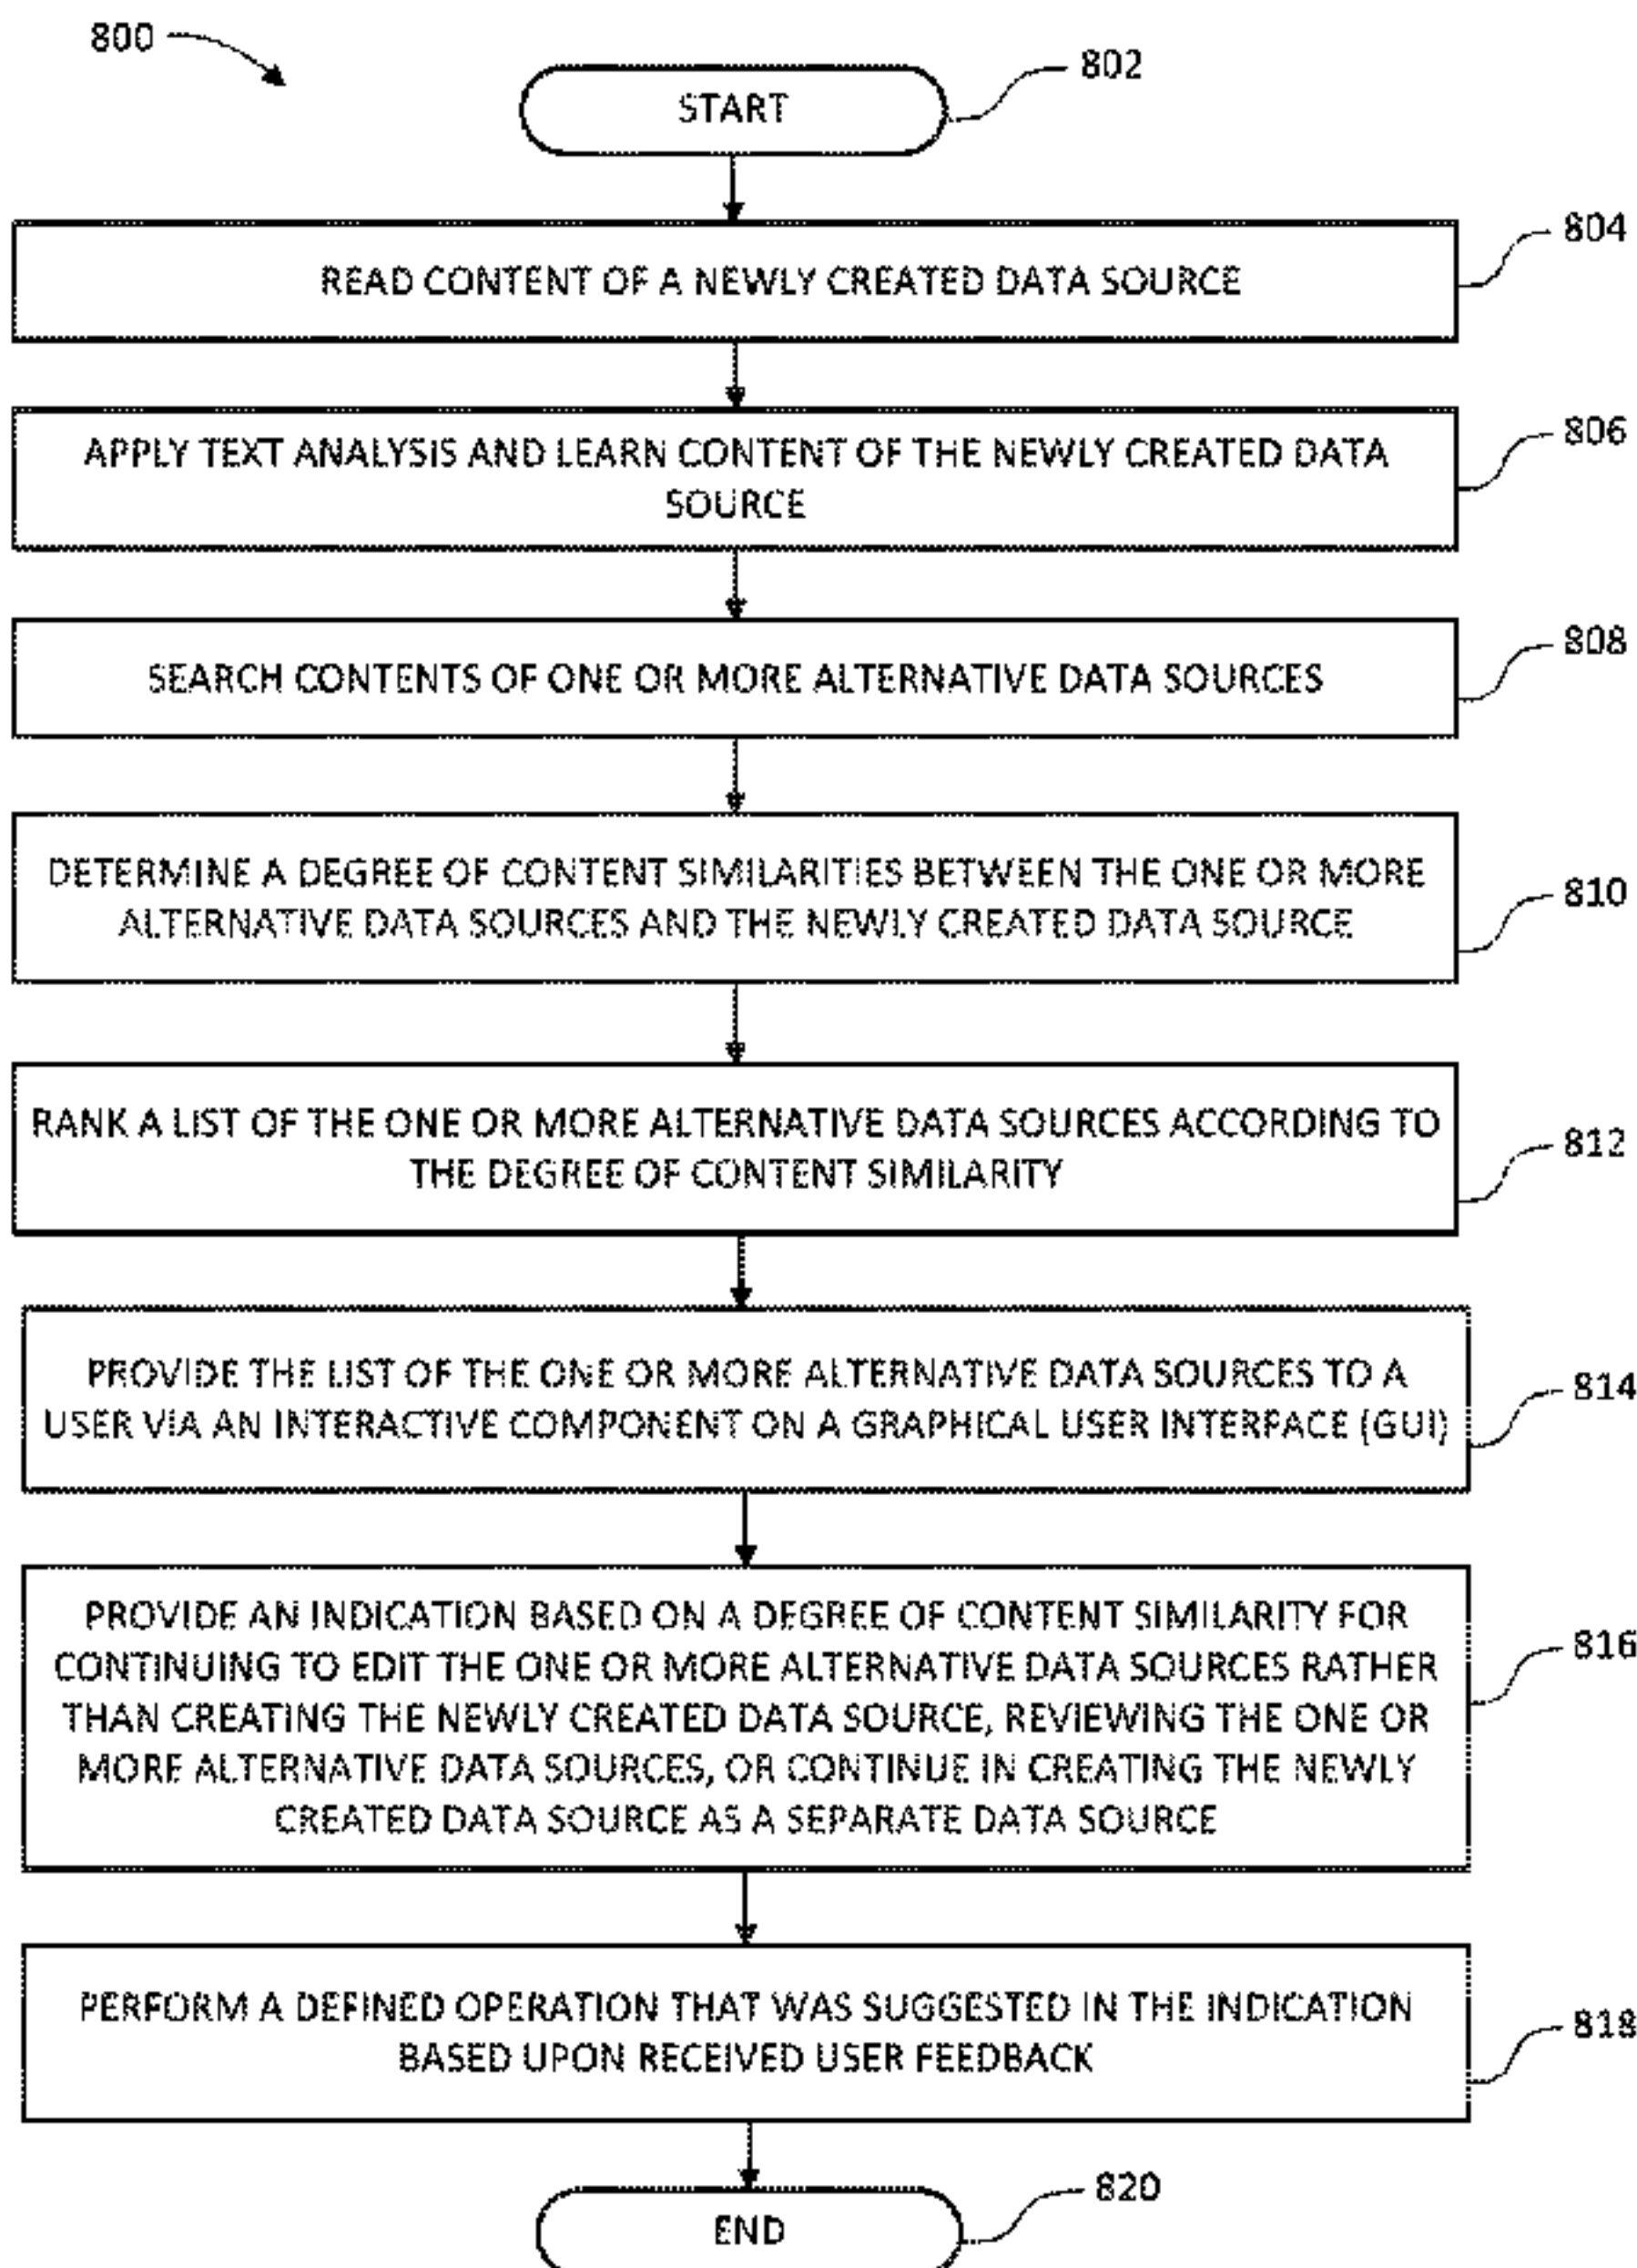 800
802
START
804
READ CONTENT OF A NEWLY CREATED DATA SOURCE
806
APPLY TEXT ANALYSIS AND LEARN CONTENT OF THE NEWLY CREATED DATA
SOURCE
808
SEARCH CONTENTS OF ONE OR MORE ALTERNATIVE DATA SOURCES
810
DETERMINE A DEGREE OF CONTENT SIMILARITIES BETWEEN THE ONE OR MORE
ALTERNATIVE DATA SOURCES AND THE NEWLY CREATED DATA SOURCE
812
RANK A LIST OF THE ONE OR MORE ALTERNATIVE DATA SOURCES ACCORDING TO
THE DEGREE OF CONTENT SIMILARITY
814
PROVIDE THE LIST OF THE ONE OR MORE ALTERNATIVE DATA SOURCES TO A
USER VIA AN INTERACTIVE COMPONENT ON A GRAPHICAL USER INTERFACE (GUI)
816
PROVIDE AN INDICATION BASED ON A DEGREE OF CONTENT SIMILARITY FOR
CONTINUING TO EDIT THE ONE OR MORE ALTERNATIVE DATA SOURCES RATHER
THAN CREATING THE NEWLY CREATED DATA SOURCE, REVIEWING THE ONE OR
MORE ALTERNATIVE DATA SOURCES, OR CONTINUE IN CREATING THE NEWLY
CREATED DATA SOURCE AS A SEPARATE DATA SOURCE
818
PERFORM A DEFINED OPERATION THAT WAS SUGGESTED IN THE INDICATION
BASED UPON RECEIVED USER FEEDBACK
820
END